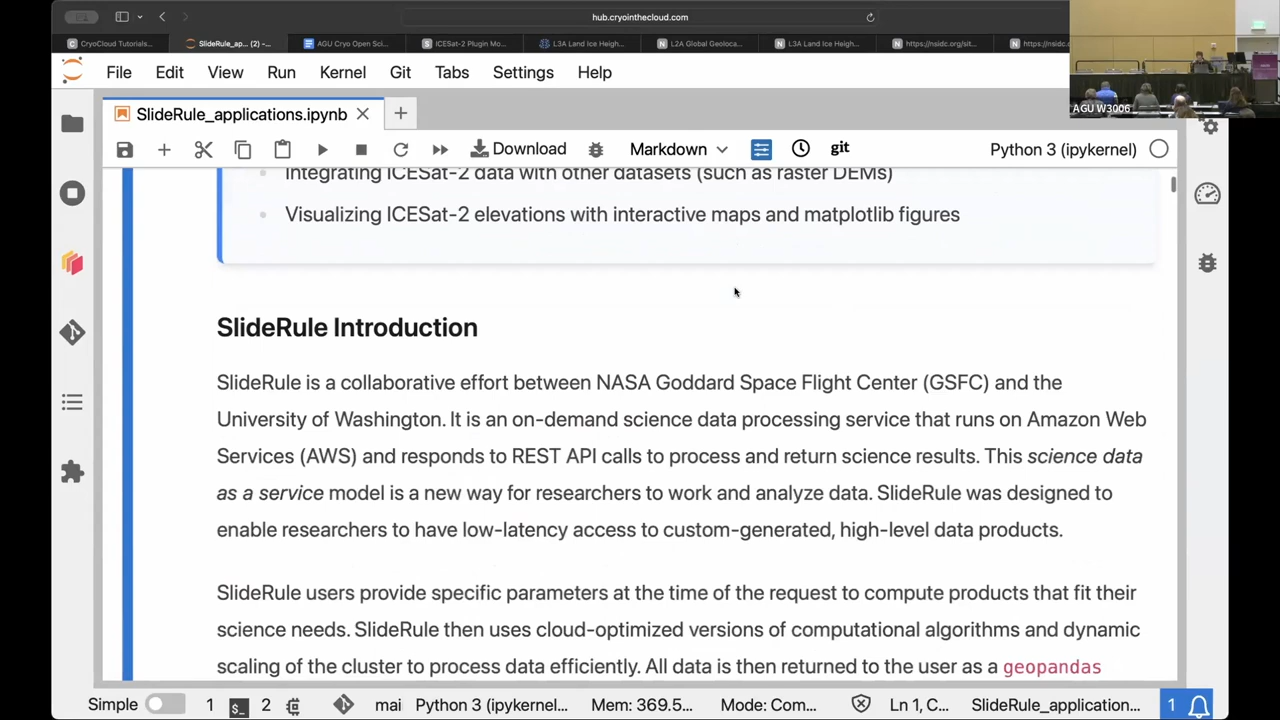 hub.cryointhecloud.com
CryoCloud Tutorials...
SlideRule_ap... (2) –...
AGU Cryo Open Sci...
ICESat-2 Plugin Mo...
L3A Land Ice Heigh...
L2A Global Geoloca...
L3A Land Ice Heigh...
https://nsidc.org/sit...
https://nsidc.o
File Edit View Run Kernel Git Tabs Settings Help
AGU W3006
SlideRule_applications.ipynb
Download
Markdown
git
Python 3 (ipykernel)
Integrating ICESat-2 data with other datasets (such as raster DEMs)
Visualizing ICESat-2 elevations with interactive maps and matplotlib figures
SlideRule Introduction
SlideRule is a collaborative effort between NASA Goddard Space Flight Center (GSFC) and the
University of Washington. It is an on-demand science data processing service that runs on Amazon Web
Services (AWS) and responds to REST API calls to process and return science results. This science data
as a service model is a new way for researchers to work and analyze data. SlideRule was designed to
enable researchers to have low-latency access to custom-generated, high-level data products.
SlideRule users provide specific parameters at the time of the request to compute products that fit their
science needs. SlideRule then uses cloud-optimized versions of computational algorithms and dynamic
scaling of the cluster to process data efficiently. All data is then returned to the user as a geopandas
Simple 1 2 mai Python 3 (ipykernel... Mem: 369.5... Mode: Com... Ln 1, C... SlideRule_application... 1